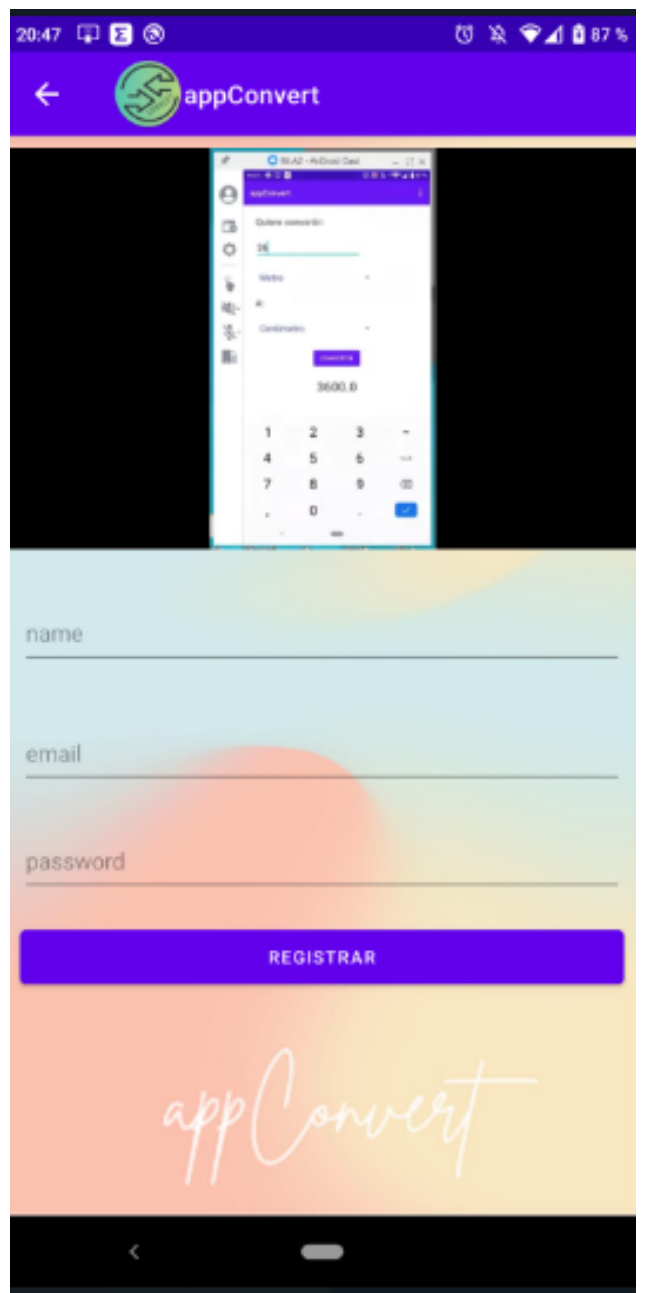 20:47 87 %
appConvert
appConvert
Quiere convertir:
36
Metro
A:
Centimetro
CONVERTIR
3600.0
1 2 3 -
4 5 6
7 8 9
, 0 .
name
email
password
REGISTRAR
appConvert